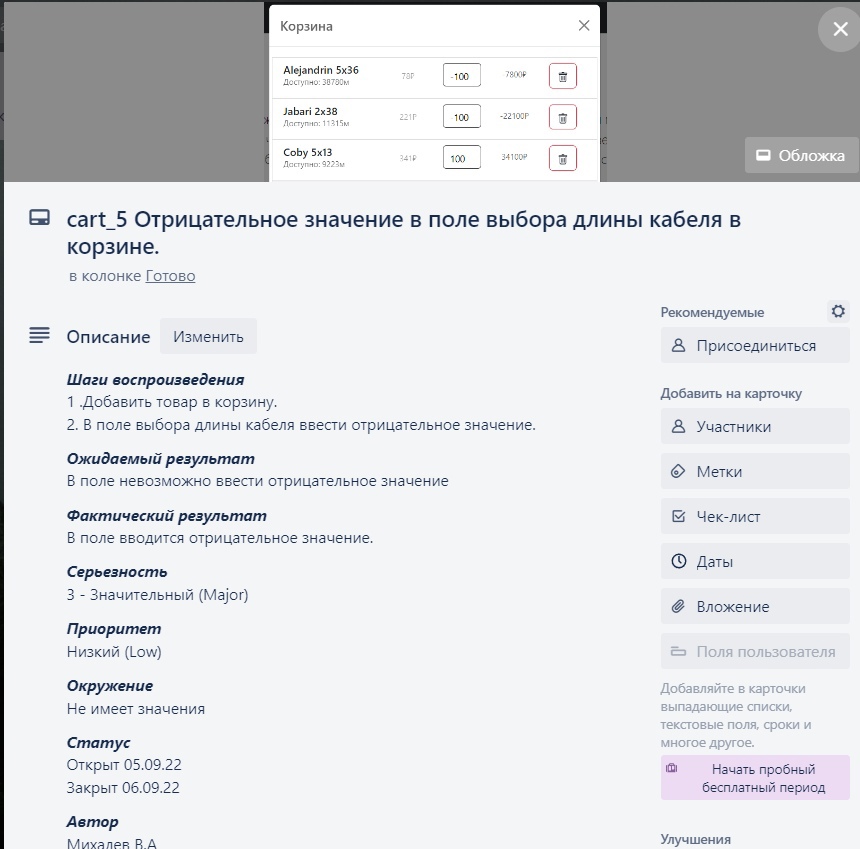 Корзина
Alejandrin 5x36
Доступно: 38780м
78₽
-100
-7800₽
Jabari 2x38
Доступно: 11315м
221₽
-100
-22100₽
Coby 5x13
Доступно: 9223м
341₽
100
34100₽
Обложка
cart_5 Отрицательное значение в поле выбора длины кабеля в
корзине.
в колонке Готово
Описание
Изменить
Шаги воспроизведения
1 .Добавить товар в корзину.
2. В поле выбора длины кабеля ввести отрицательное значение.
Ожидаемый результат
В поле невозможно ввести отрицательное значение
Фактический результат
В поле вводится отрицательное значение.
Серьезность
3 - Значительный (Major)
Приоритет
Низкий (Low)
Окружение
Не имеет значения
Статус
Открыт 05.09.22
Закрыт 06.09.22
Автор
Михалев В.А
Рекомендуемые
Присоединиться
Добавить на карточку
Участники
Метки
Чек-лист
Даты
Вложение
Поля пользователя
Добавляйте в карточки
выпадающие списки,
текстовые поля, сроки и
многое другое.
Начать пробный
бесплатный период
Улучшения